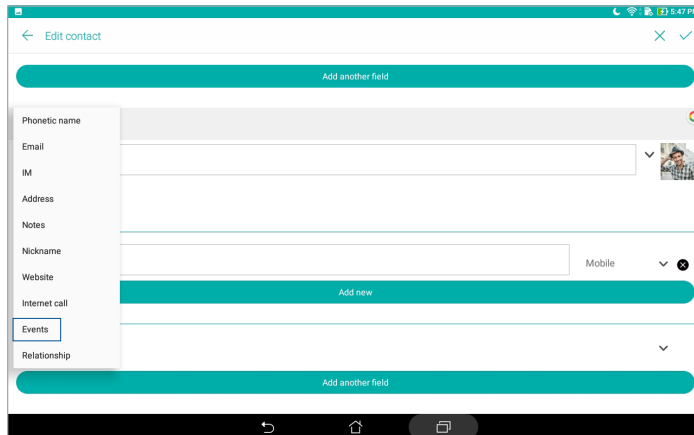 5:47 PM
Edit contact
Add another field
Phonetic name
Email
IM
Address
Notes
Nickname
Mobile
Website
Add new
Internet call
Events
Relationship
Add another field